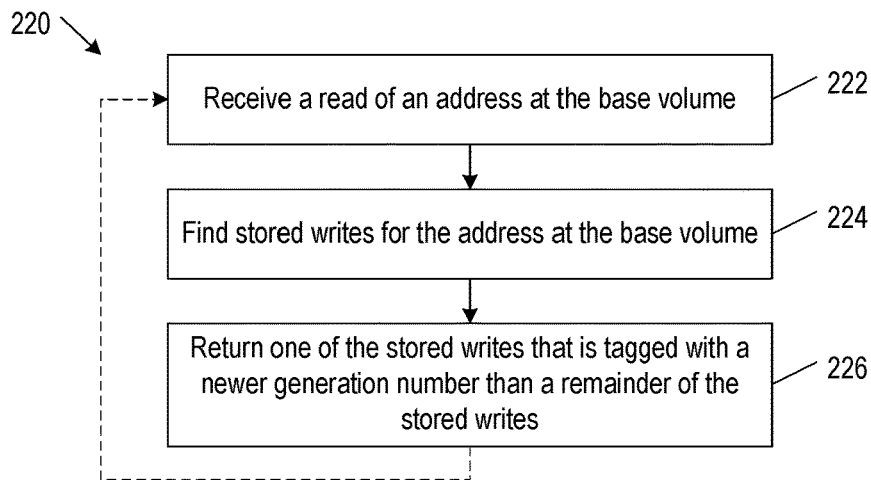 220
Receive a read of an address at the base volume
222
Find stored writes for the address at the base volume
224
Return one of the stored writes that is tagged with a
newer generation number than a remainder of the
stored writes
226